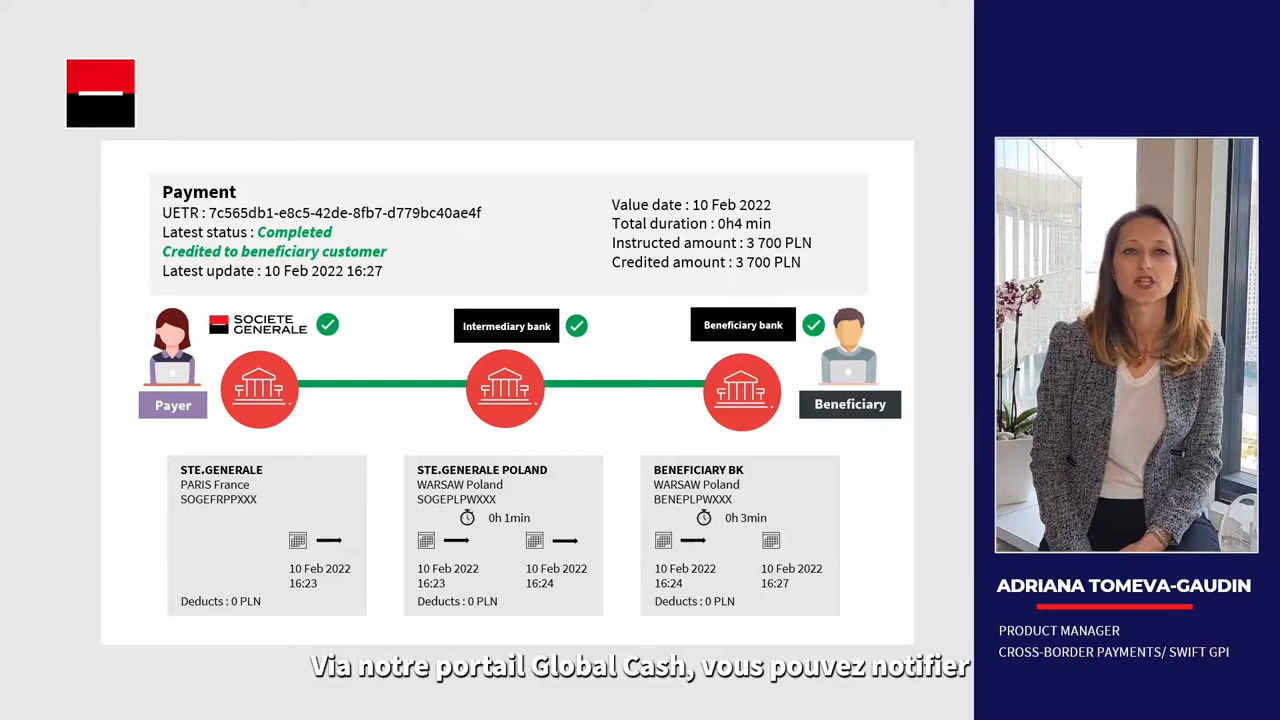 Payment
UETR : 7c565db1-e8c5-42de-8fb7-d779bc40ae4f
Latest status : Completed
Credited to beneficiary customer
Latest update : 10 Feb 2022 16:27
Value date : 10 Feb 2022
Total duration : 0h4 min
Instructed amount : 3 700 PLN
Credited amount : 3 700 PLN
SOCIETE
GENERALE
Intermediary bank
Beneficiary bank
Payer
Beneficiary
STE.GENERALE
PARIS France
SOGEFRPPXXX
10 Feb 2022
16:23
Deducts : 0 PLN
STE.GENERALE POLAND
WARSAW Poland
SOGEPLPWXXX
0h 1min
10 Feb 2022
16:23
10 Feb 2022
16:24
Deducts : 0 PLN
BENEFICIARY BK
WARSAW Poland
BENEPLPWXXX
0h 3min
10 Feb 2022
16:24
10 Feb 2022
16:27
Deducts : 0 PLN
ADRIANA TOMEVA-GAUDIN
PRODUCT MANAGER
CROSS-BORDER PAYMENTS/ SWIFT GPI
Via notre portail Global Cash, vous pouvez notifier